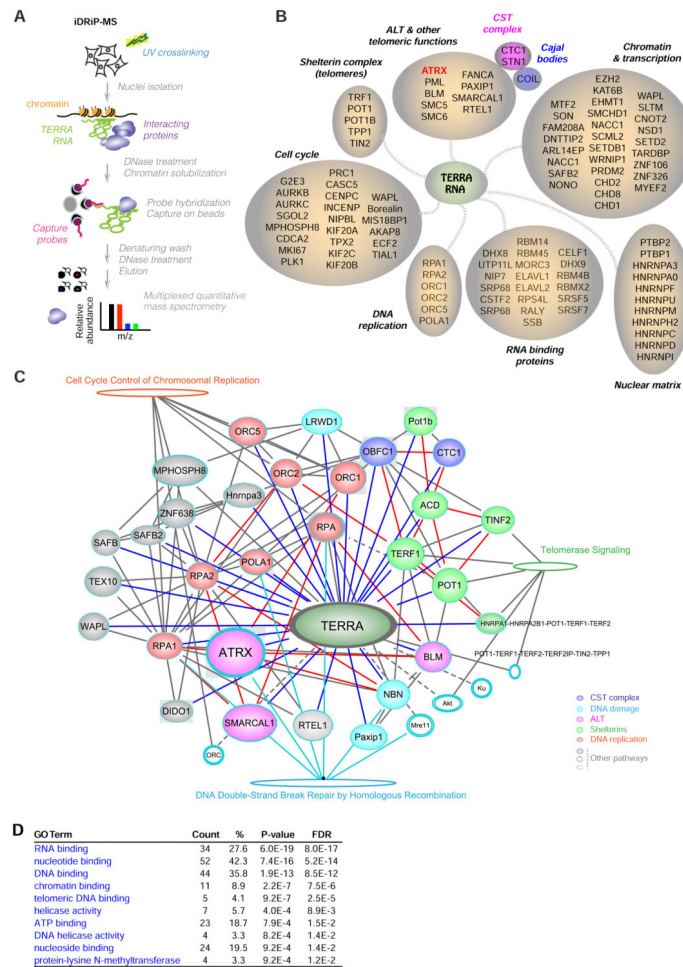 A
iDRiP-MS
UV crosslinking
Nuclei isolation
chromatin
TERRA
RNA
Interacting
proteins
DNase treatment
Chromatin solubilization
Probe hybridization
Capture on beads
Capture
probes
Denaturing wash
DNase treatment
Elution
Multiplexed quantitative
mass spectrometry
Relative
abundance
m/z
B
ALT & other
telomeric functions
CST
complex
CTC1
STN1
Cajal
bodies
COIL
ATRX
PML
BLM
SMC5
SMC6
FANCA
PAXIP1
SMARCAL1
RTEL1
Shelterin complex
(telomeres)
TRF1
POT1
POT1B
TPP1
TIN2
Chromatin
& transcription
MTF2
SON
FAM208A
DNTTIP2
ARL14EP
NACC1
SAFB2
NONO
EZH2
KAT6B
EHMT1
SMCHD1
NACC1
SCML2
SETDB1
WRNIP1
PRDM2
CHD2
CHD8
CHD1
WAPL
SLTM
CNOT2
NSD1
SETD2
TARDBP
ZNF106
ZNF326
MYEF2
Cell cycle
G2E3
AURKB
AURKC
SGOL2
MPHOSPH8
CDCA2
MKI67
PLK1
PRC1
CASC5
CENPC
INCENP
NIPBL
KIF20A
TPX2
KIF2C
KIF20B
WAPL
Borealin
MIS18BP1
AKAP8
ECF2
TIAL1
TERRA
RNA
DNA
replication
RPA1
RPA2
ORC1
ORC2
ORC5
POLA1
DHX8
UTP11L
NIP7
SRP68
CSTF2
SRP68
RBM14
RBM45
MORC3
ELAVL1
ELAVL2
RPS4L
RALY
SSB
CELF1
DHX9
RBM4B
RBMX2
SRSF5
SRSF7
RNA binding
proteins
PTBP2
PTBP1
HNRNPA3
HNRNPA0
HNRNPF
HNRNPU
HNRNPM
HNRNPH2
HNRNPC
HNRNPD
HNRNPI
Nuclear matrix
C
Cell Cycle Control of Chromosomal Replication
ORC5
LRWD1
Pot1b
OBFC1
CTC1
MPHOSPH8
ORC2
ORC1
Hnrnpa3
ZNF638
ACD
SAFB
SAFB2
RPA
TINF2
TERF1
Telomerase Signaling
TEX10
RPA2
POLA1
POT1
WAPL
TERRA
HNRPA1-HNRPA2B1-POT1-TERF1-TERF2
RPA1
ATRX
BLM
POT1-TERF1-TERF2-TERF2IP-TIN2-TPP1
Ku
NBN
Akt
DIDO1
SMARCAL1
RTEL1
Paxip1
Mre11
ORC
CST complex
DNA damage
ALT
Shelterins
DNA replication
Other pathways
DNA Double-Strand Break Repair by Homologous Recombination
D
GO Term Count % P-value FDR
RNA binding 34 27.6 6.0E-19 8.0E-17
nucleotide binding 52 42.3 7.4E-16 5.2E-14
DNA binding 44 35.8 1.9E-13 8.5E-12
chromatin binding 11 8.9 2.2E-7 7.5E-6
telomeric DNA binding 5 4.1 9.2E-7 2.5E-5
helicase activity 7 5.7 4.0E-4 8.9E-3
ATP binding 23 18.7 7.9E-4 1.5E-2
DNA helicase activity 4 3.3 8.2E-4 1.4E-2
nucleoside binding 24 19.5 9.2E-4 1.4E-2
protein-lysine N-methyltransferase 4 3.3 9.2E-4 1.2E-2